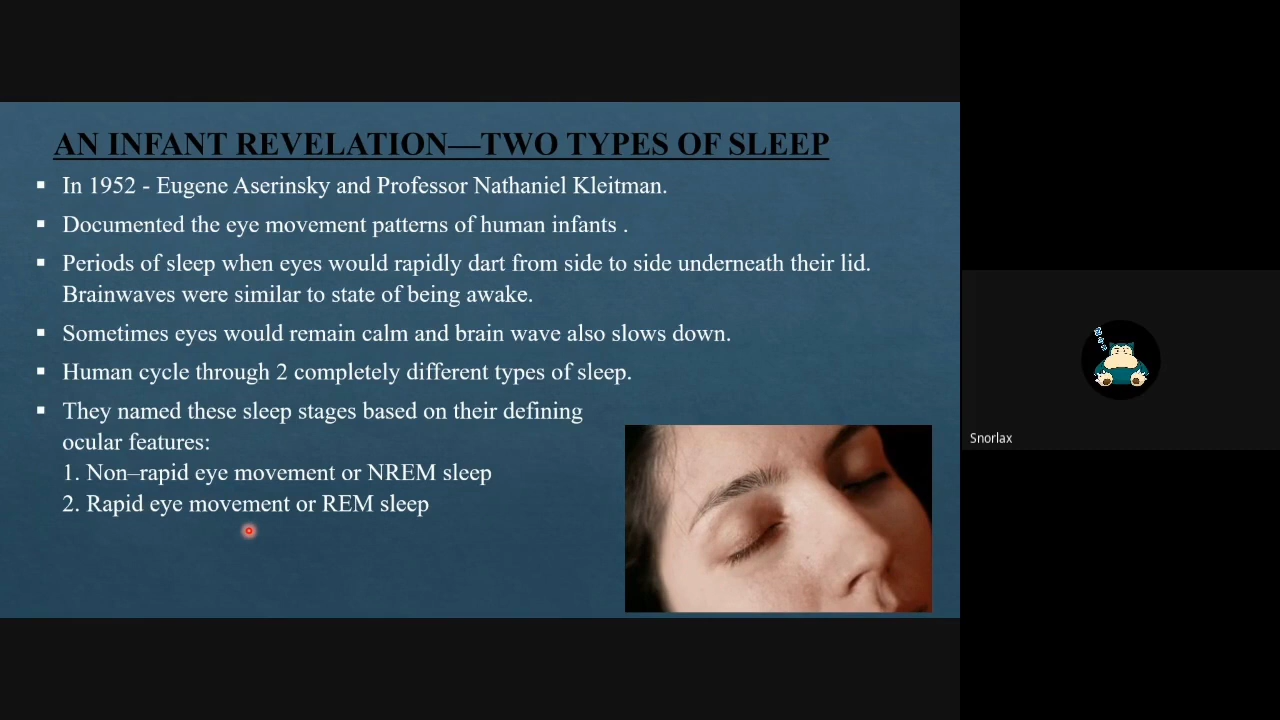 AN INFANT REVELATION—TWO TYPES OF SLEEP
▪ In 1952 - Eugene Aserinsky and Professor Nathaniel Kleitman.
▪ Documented the eye movement patterns of human infants .
▪ Periods of sleep when eyes would rapidly dart from side to side underneath their lid.
Brainwaves were similar to state of being awake.
▪ Sometimes eyes would remain calm and brain wave also slows down.
▪ Human cycle through 2 completely different types of sleep.
▪ They named these sleep stages based on their defining
ocular features:
1. Non–rapid eye movement or NREM sleep
2. Rapid eye movement or REM sleep
Snorlax